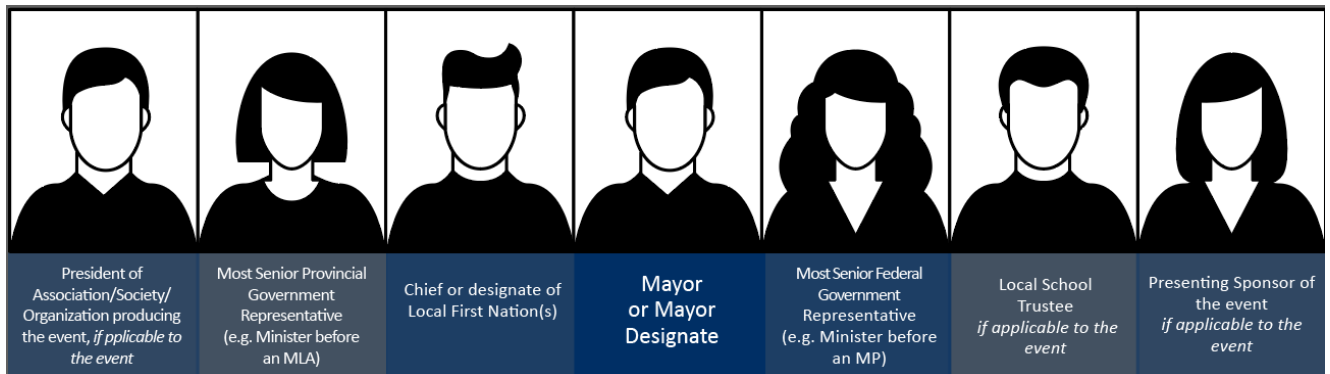 President of
Association/Society/
Organization producing
the event, if pplicable to
the event
Most Senior Provincial
Government
Representative
(e.g. Minister before
an MLA)
Chief or designate of
Local First Nation(s)
Mayor
or Mayor
Designate
Most Senior Federal
Government
Representative
(e.g. Minister before
an MP)
Local School
Trustee
if applicable to the
event
Presenting Sponsor of
the event
if applicable to the
event